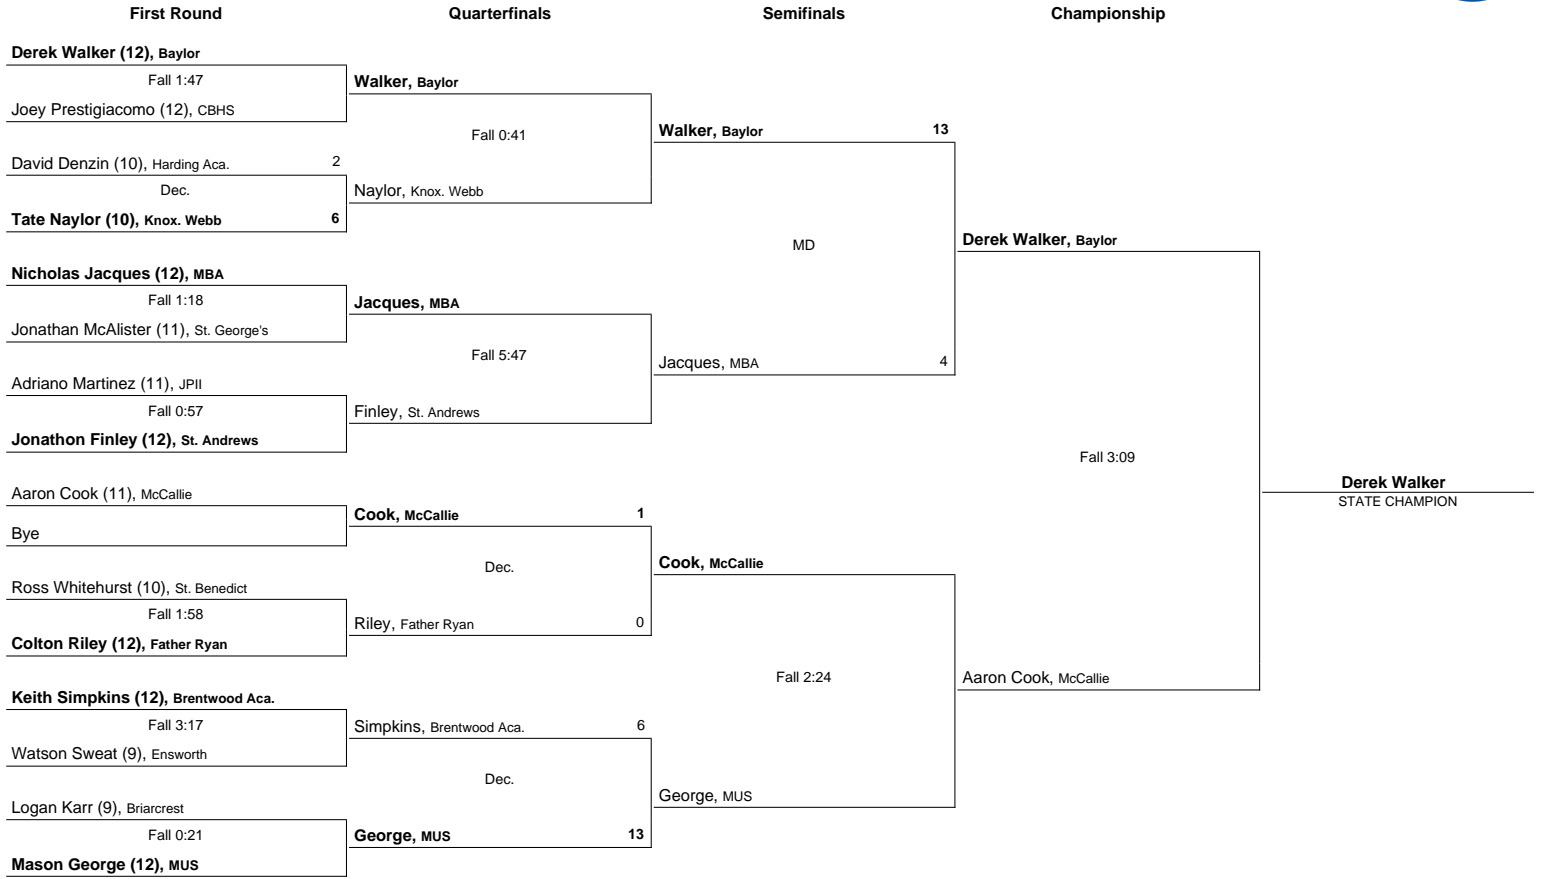 First Round
Quarterfinals
Semifinals
Championship
Derek Walker (12), Baylor
Fall 1:47
Joey Prestigiacomo (12), CBHS
David Denzin (10), Harding Aca. 2
Dec.
Tate Naylor (10), Knox. Webb 6
Nicholas Jacques (12), MBA
Fall 1:18
Jonathan McAlister (11), St. George's
Adriano Martinez (11), JPII
Fall 0:57
Jonathon Finley (12), St. Andrews
Aaron Cook (11), McCallie
Bye
Ross Whitehurst (10), St. Benedict
Fall 1:58
Colton Riley (12), Father Ryan
Keith Simpkins (12), Brentwood Aca.
Fall 3:17
Watson Sweat (9), Ensworth
Logan Karr (9), Briarcrest
Fall 0:21
Mason George (12), MUS
Walker, Baylor
Fall 0:41
Naylor, Knox. Webb
Jacques, MBA
Fall 5:47
Finley, St. Andrews
Cook, McCallie 1
Dec.
Riley, Father Ryan 0
Simpkins, Brentwood Aca. 6
Dec.
George, MUS 13
Walker, Baylor 13
MD
Jacques, MBA 4
Cook, McCallie
Fall 2:24
George, MUS
Derek Walker, Baylor
Fall 3:09
Aaron Cook, McCallie
Derek Walker
STATE CHAMPION